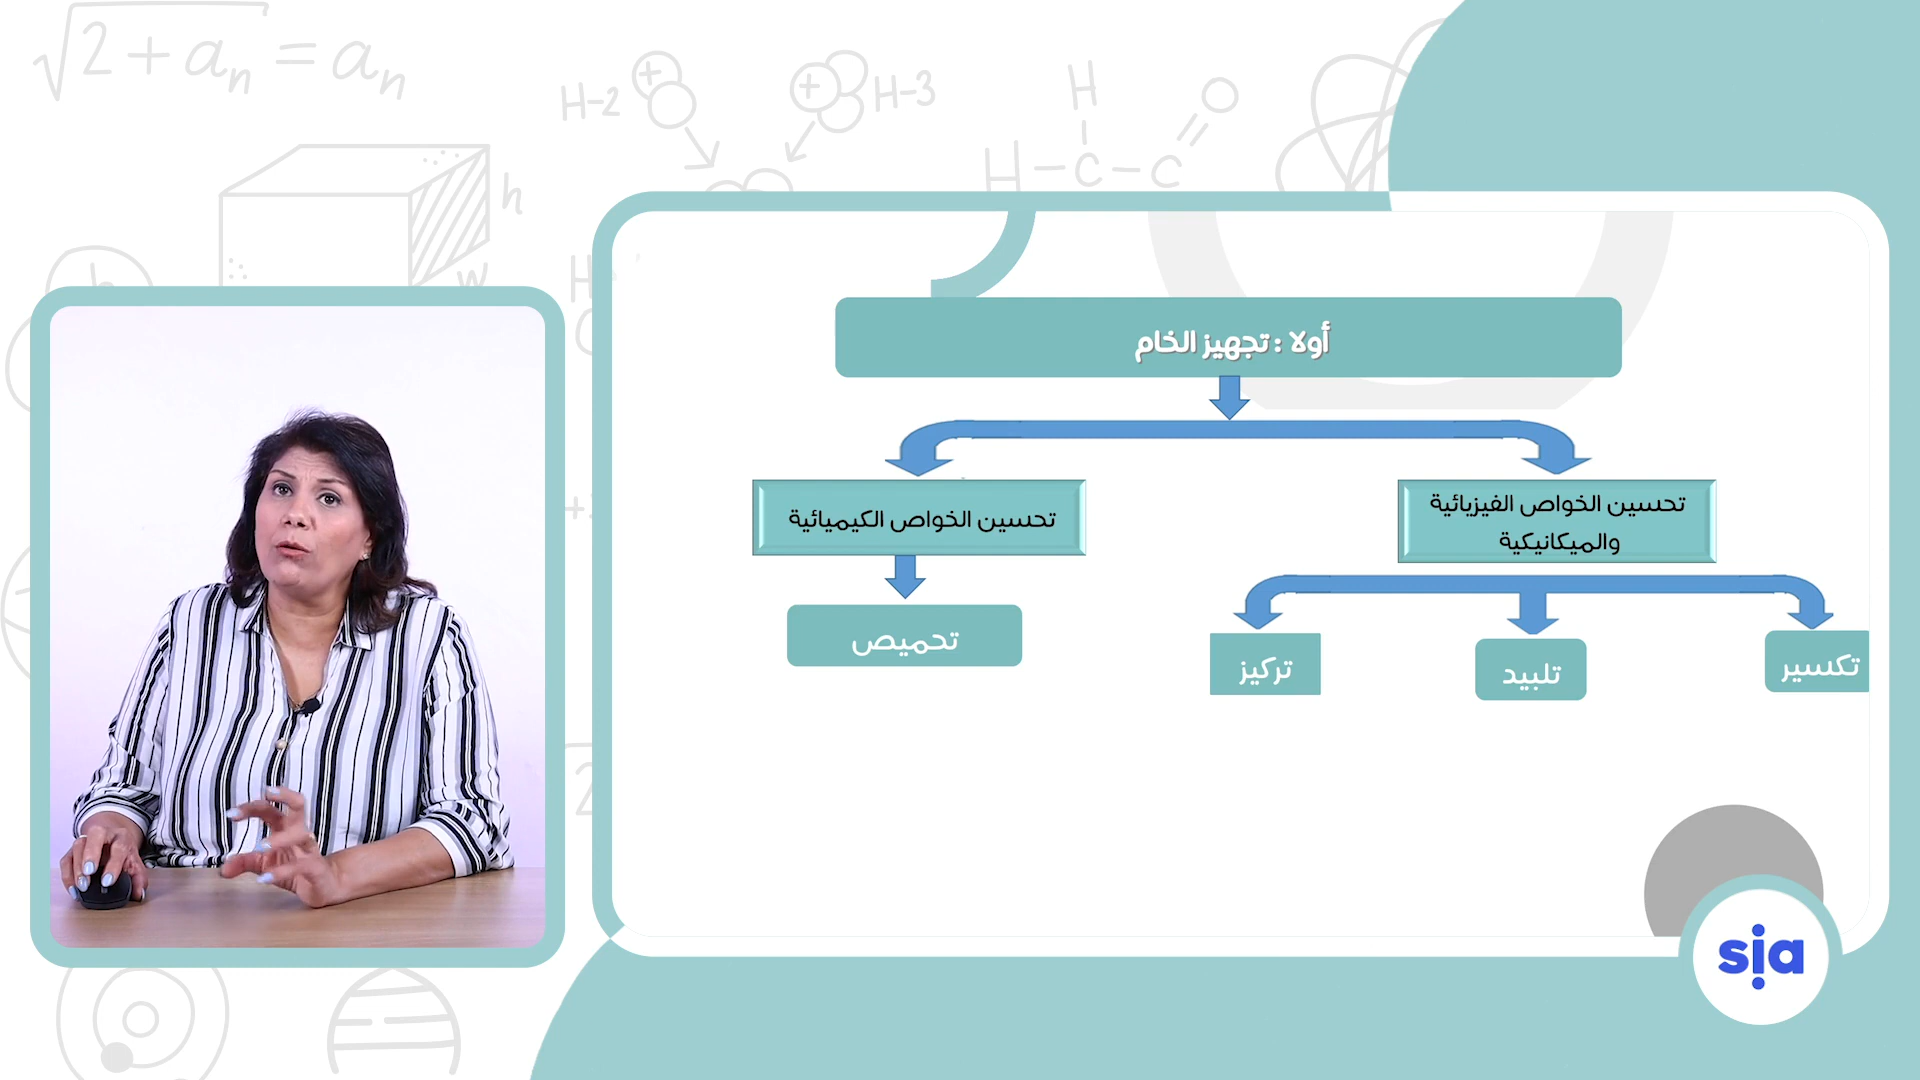 √2 + aₙ = aₙ
H-2
H-3
H
O
H-C-C
h
w
أولا : تجهيز الخام
تحسين الخواص الكيميائية
تحسين الخواص الفيزيائية
والميكانيكية
تحميص
تكسير
تلبيد
تركيز
sia